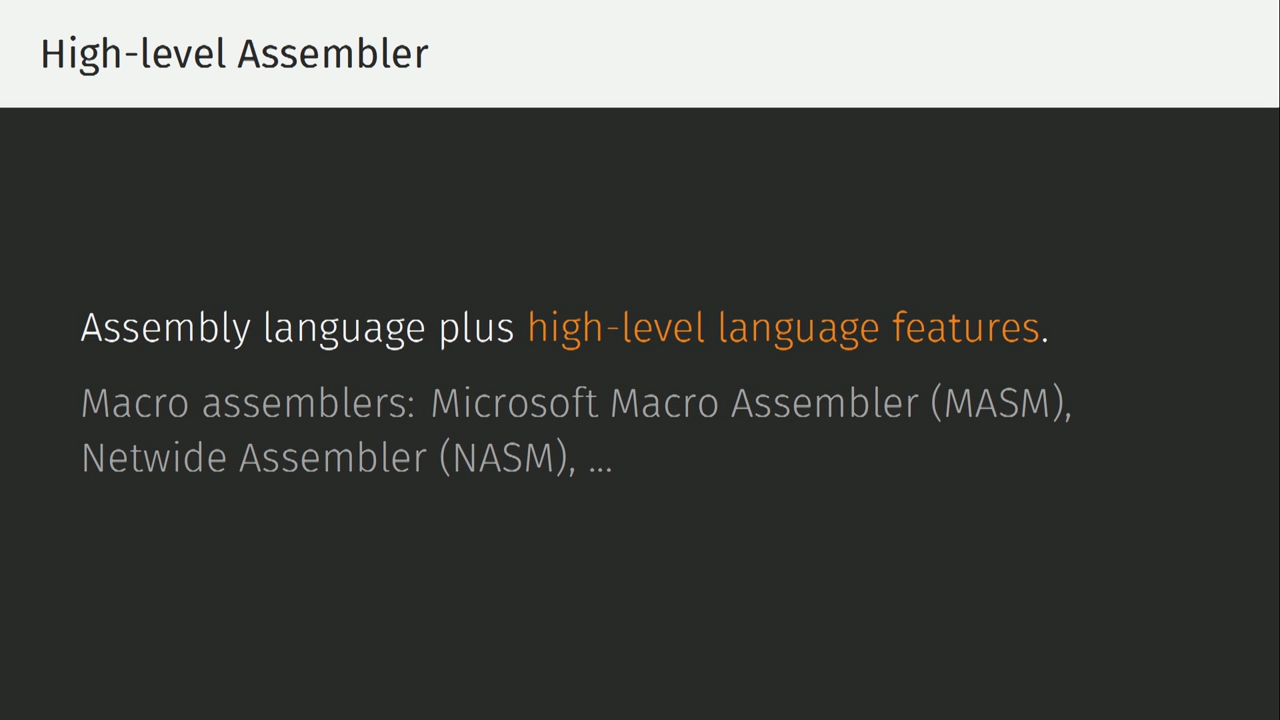 High-level Assembler
Assembly language plus high-level language features.
Macro assemblers: Microsoft Macro Assembler (MASM),
Netwide Assembler (NASM), ...